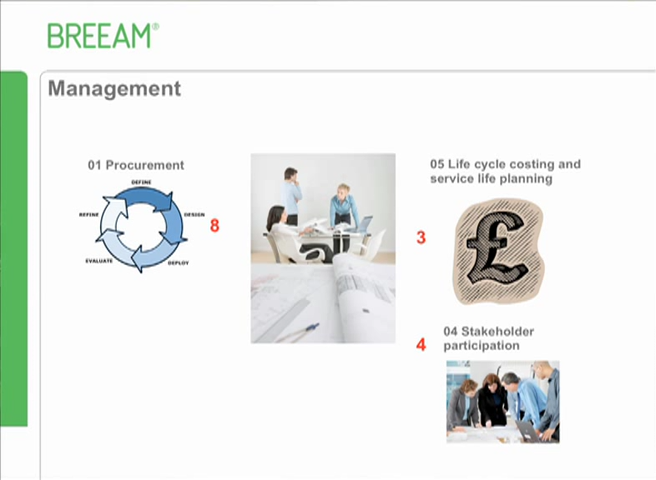 BREEAM®
Management
01 Procurement
DEFINE
REFINE
DESIGN
8
EVALUATE
DEPLOY
05 Life cycle costing and
service life planning
3
£
04 Stakeholder
4
participation